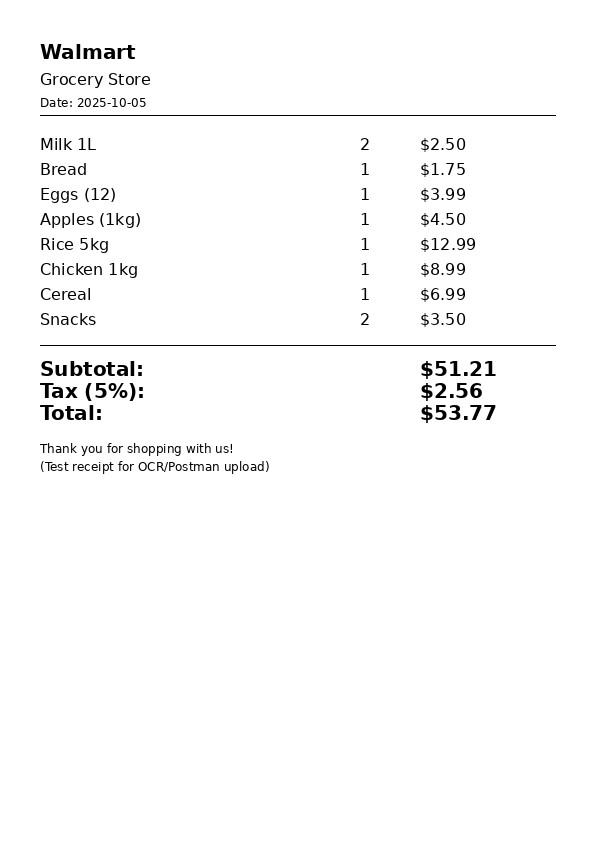 Walmart
Grocery Store
Date: 2025-10-05
Milk 1L 2 $2.50
Bread 1 $1.75
Eggs (12) 1 $3.99
Apples (1kg) 1 $4.50
Rice 5kg 1 $12.99
Chicken 1kg 1 $8.99
Cereal 1 $6.99
Snacks 2 $3.50
Subtotal: $51.21
Tax (5%): $2.56
Total: $53.77
Thank you for shopping with us!
(Test receipt for OCR/Postman upload)